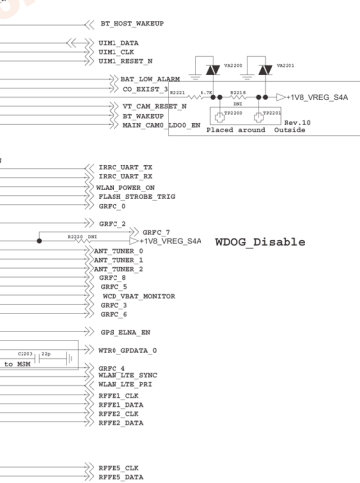 BT_HOST_WAKEUP
UIM1_DATA
UIM1_CLK
UIM1_RESET_N
VA2200 VA2201
BAT_LOW_ALARM
CO_EXIST_3
R2221 4.7K R2218
+1V8_VREG_S4A
DNI
VT_CAM_RESET_N
BT_WAKEUP
MAIN_CAM0_LDO0_EN
TP2200 TP2201
Rev.10
Placed around Outside
IRRC_UART_TX
IRRC_UART_RX
WLAN_POWER_ON
FLASH_STROBE_TRIG
GRFC_0
GRFC_2
GRFC_7
R2220 DNI
+1V8_VREG_S4A
WDOG_Disable
ANT_TUNER_0
ANT_TUNER_1
ANT_TUNER_2
GRFC_8
GRFC_5
WCD_VBAT_MONITOR
GRFC_3
GRFC_6
GPS_ELNA_EN
C1203 22p
WTR0_GPDATA_0
to MSM
GRFC_4
WLAN_LTE_SYNC
WLAN_LTE_PRI
RFFE1_CLK
RFFE1_DATA
RFFE2_CLK
RFFE2_DATA
RFFE5_CLK
RFFE5_DATA